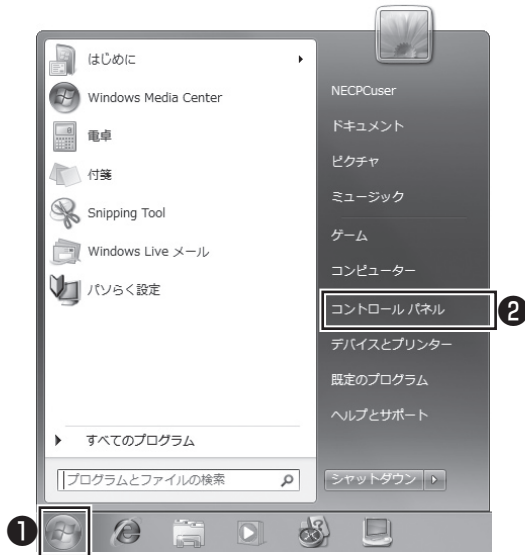 はじめに
Windows Media Center
電卓
付箋
Snipping Tool
Windows Live メール
パソらく設定
すべてのプログラム
プログラムとファイルの検索
NECPCuser
ドキュメント
ピクチャ
ミュージック
ゲーム
コンピューター
コントロール パネル
デバイスとプリンター
既定のプログラム
ヘルプとサポート
シャットダウン
❶
❷